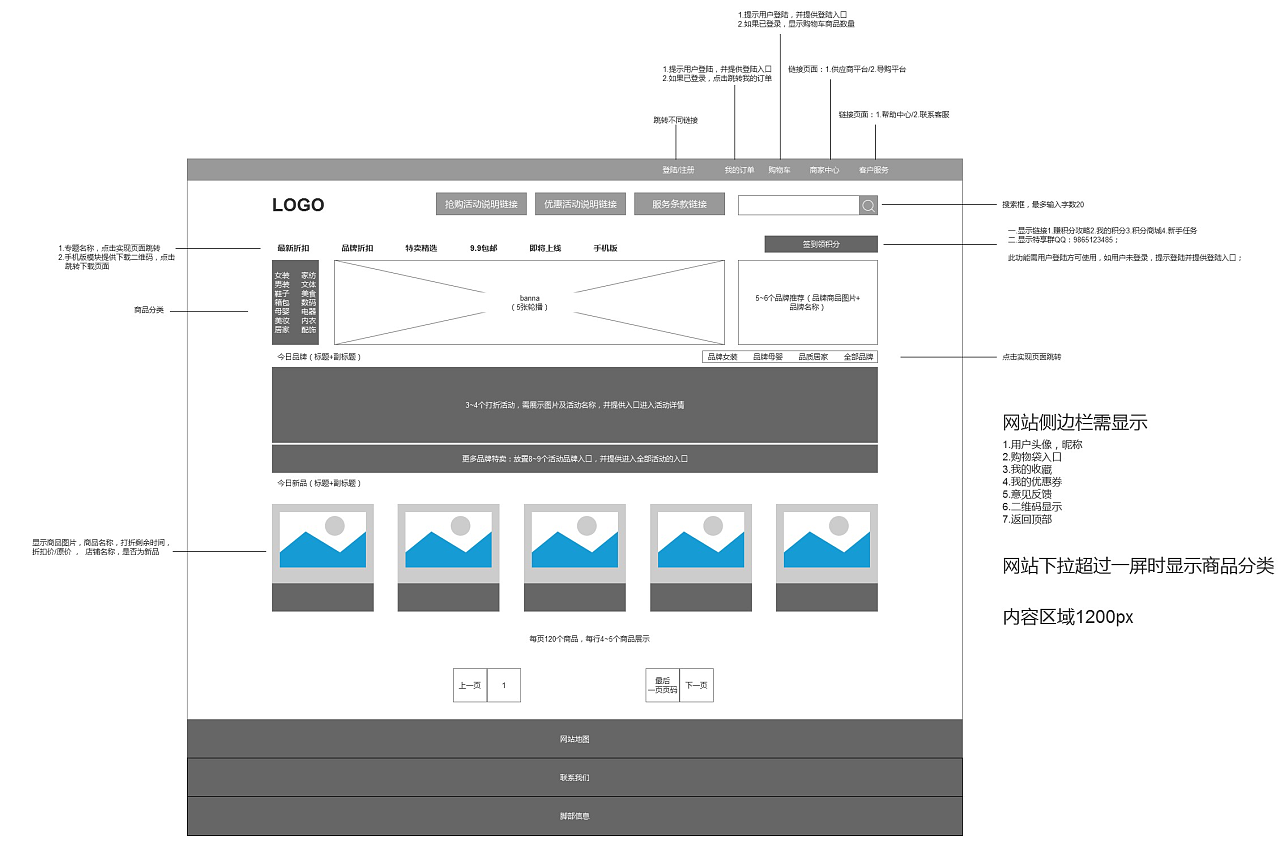 1.提示用户登陆，并提供登陆入口
2.如果已登录，显示购物车商品数量
1.提示用户登陆，并提供登陆入口
2.如果已登录，点击跳转我的订单
链接页面：1.供应商平台/2.导购平台
跳转不同链接
链接页面：1.帮助中心/2.联系客服
登陆/注册
我的订单
购物车
商家中心
客户服务
LOGO
抢购活动说明链接
优惠活动说明链接
服务条款链接
搜索框，最多输入字数20
1.专题名称，点击实现页面跳转
2.手机版模块提供下载二维码，点击
跳转下载页面
最新折扣
品牌折扣
特卖精选
9.9包邮
即将上线
手机版
签到领积分
一.显示链接1.赚积分攻略2.我的积分3.积分商城4.新手任务
二.显示特享群QQ：9865123485；
此功能需用户登陆方可使用，如用户未登录，提示登陆并提供登陆入口；
商品分类
女装 家纺
男装 文体
鞋子 美食
箱包 数码
母婴 电器
美妆 内衣
居家 配饰
banna
（5张轮播）
5~6个品牌推荐（品牌商品图片+
品牌名称）
今日品牌（标题+副标题）
品牌女装
品牌母婴
品质居家
全部品牌
点击实现页面跳转
3~4个打折活动，需展示图片及活动名称，并提供入口进入活动详情
更多品牌特卖：放置8~9个活动品牌入口，并提供进入全部活动的入口
今日新品（标题+副标题）
网站侧边栏需显示
1.用户头像，昵称
2.购物袋入口
3.我的收藏
4.我的优惠券
5.意见反馈
6.二维码显示
7.返回顶部
显示商品图片，商品名称，打折剩余时间，
折扣价/原价 ， 店铺名称，是否为新品
网站下拉超过一屏时显示商品分类
内容区域1200px
每页120个商品，每行4~5个商品展示
上一页
1
最后
一页页码
下一页
网站地图
联系我们
脚部信息